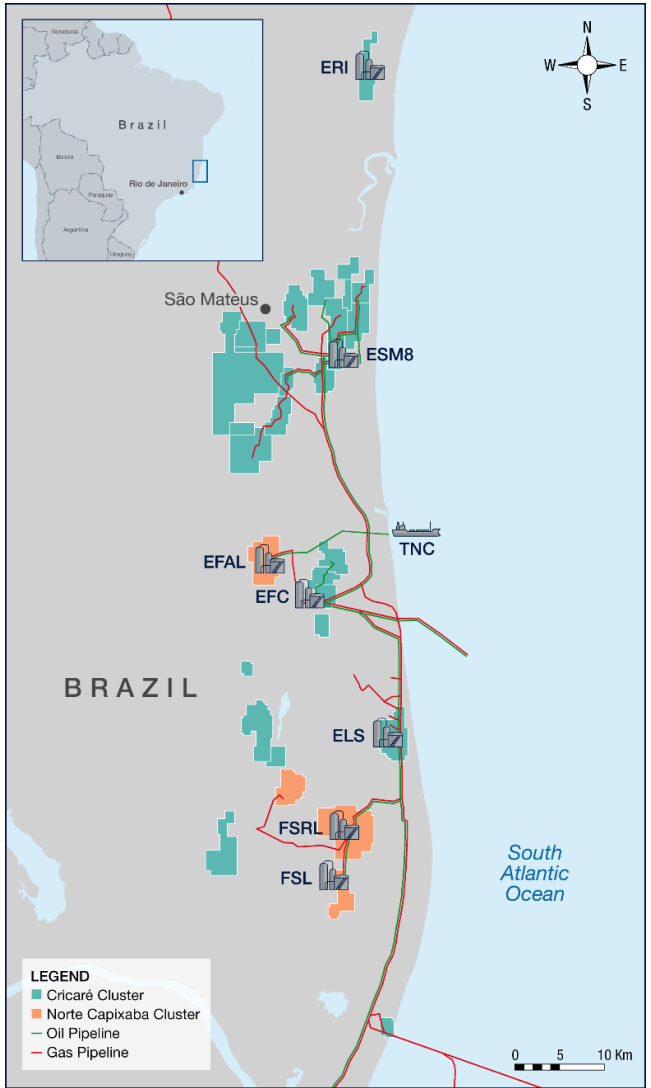 Venezuela
Brazil
Bolivia
Rio de Janeiro
Paraguay
Argentina
Uruguay
N
W
E
S
ERI
São Mateus
ESM8
TNC
EFAL
EFC
BRAZIL
ELS
FSRL
FSL
South
Atlantic
Ocean
LEGEND
Cricaré Cluster
Norte Capixaba Cluster
Oil Pipeline
Gas Pipeline
0 5 10 Km